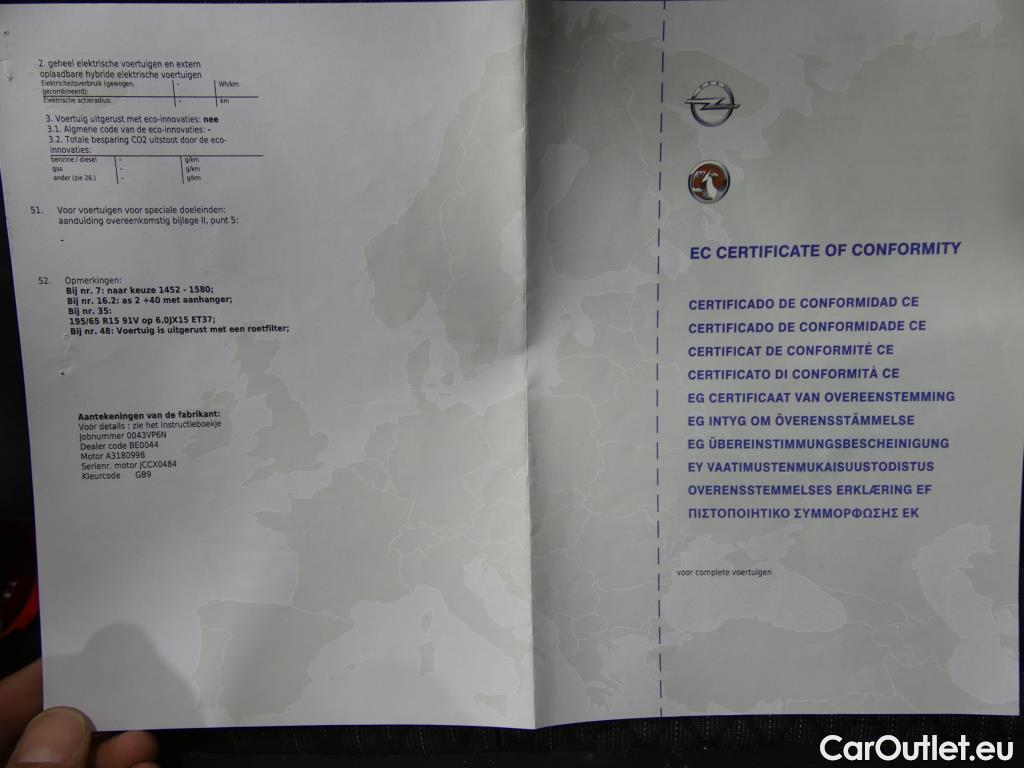 2. geheel elektrische voertuigen en extern
oplaadbare hybride elektrische voertuigen
Elektriciteitsverbruik (gewogen, gecombineerd): - Wh/km
Elektrische actieradius: - km
3. Voertuig uitgerust met eco-innovaties: nee
3.1. Algmene code van de eco-innovaties: -
3.2. Totale besparing CO2 uitstoot door de eco-
innovaties:
benzine / diesel - g/km
gas - g/km
ander (zie 26.) - g/km
51. Voor voertuigen voor speciale doeleinden:
aanduiding overeenkomstig bijlage II, punt 5:
-
52. Opmerkingen:
Bij nr. 7: naar keuze 1452 - 1580;
Bij nr. 16.2: as 2 +40 met aanhanger;
Bij nr. 35:
195/65 R15 91V op 6.0JX15 ET37;
Bij nr. 48: Voertuig is uitgerust met een roetfilter;
Aantekeningen van de fabrikant:
Voor details : zie het Instructieboekje
Jobnummer 0043VP6N
Dealer code BE0044
Motor A3180998
Serienr. motor JCCX0484
Kleurcode GB9
EC CERTIFICATE OF CONFORMITY
CERTIFICADO DE CONFORMIDAD CE
CERTIFICADO DE CONFORMIDADE CE
CERTIFICAT DE CONFORMITÉ CE
CERTIFICATO DI CONFORMITÀ CE
EG CERTIFICAAT VAN OVEREENSTEMMING
EG INTYG OM ÖVERENSSTÄMMELSE
EG ÜBEREINSTIMMUNGSBESCHEINIGUNG
EY VAATIMUSTENMUKAISUUSTODISTUS
OVERENSSTEMMELSES ERKLÆRING EF
ΠΙΣΤΟΠΟΙΗΤΙΚΟ ΣΥΜΜΟΡΦΩΣΗΣ ΕΚ
voor complete voertuigen
CarOutlet.eu